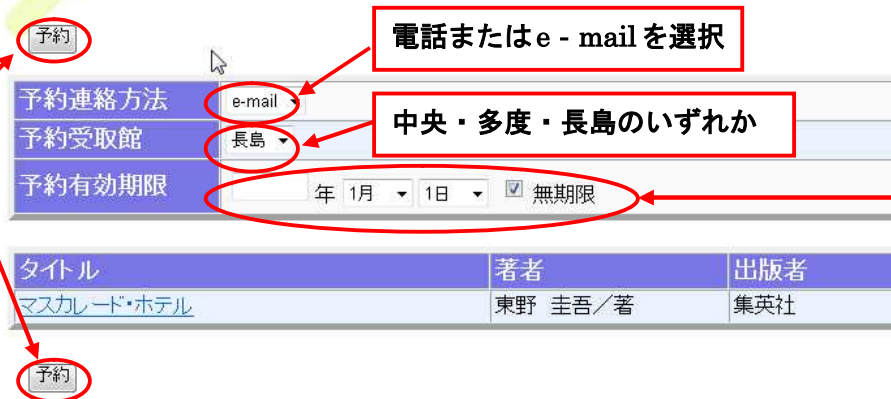 予約
電話またはe - mailを選択
予約連絡方法 e-mail
中央・多度・長島のいずれか
予約受取館 長島
予約有効期限 年 1月 1日 無期限
タイトル 著者 出版者
マスカレード・ホテル 東野 圭吾／著 集英社
予約